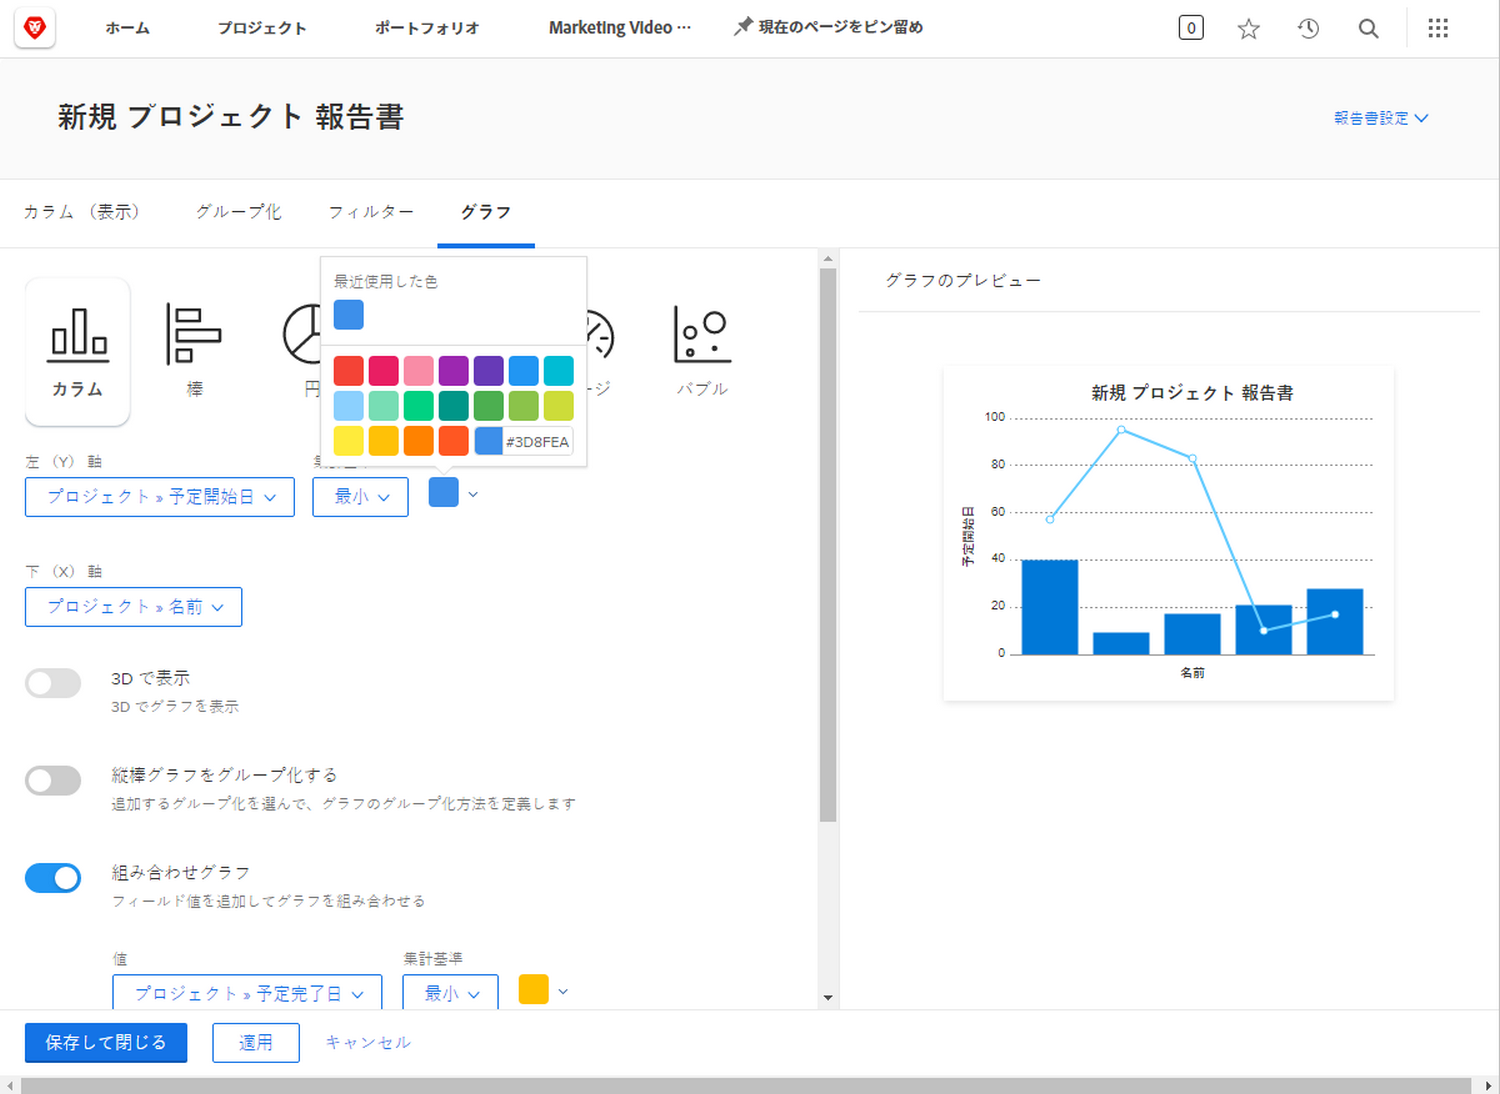 ホーム プロジェクト ポートフォリオ Marketing Video ··· 現在のページをピン留め 0
新規 プロジェクト 報告書
報告書設定
カラム （表示） グループ化 フィルター グラフ
最近使用した色
グラフのプレビュー
カラム 棒 円 ージ バブル
#3D8FEA
左 （Y） 軸
プロジェクト » 予定開始日 最小
下 （X） 軸
プロジェクト » 名前
3D で表示
3D でグラフを表示
縦棒グラフをグループ化する
追加するグループ化を選んで、グラフのグループ化方法を定義します
組み合わせグラフ
フィールド値を追加してグラフを組み合わせる
値 集計基準
プロジェクト » 予定完了日 最小
保存して閉じる 適用 キャンセル
新規 プロジェクト 報告書
100
80
60
40
20
0
予定開始日
名前